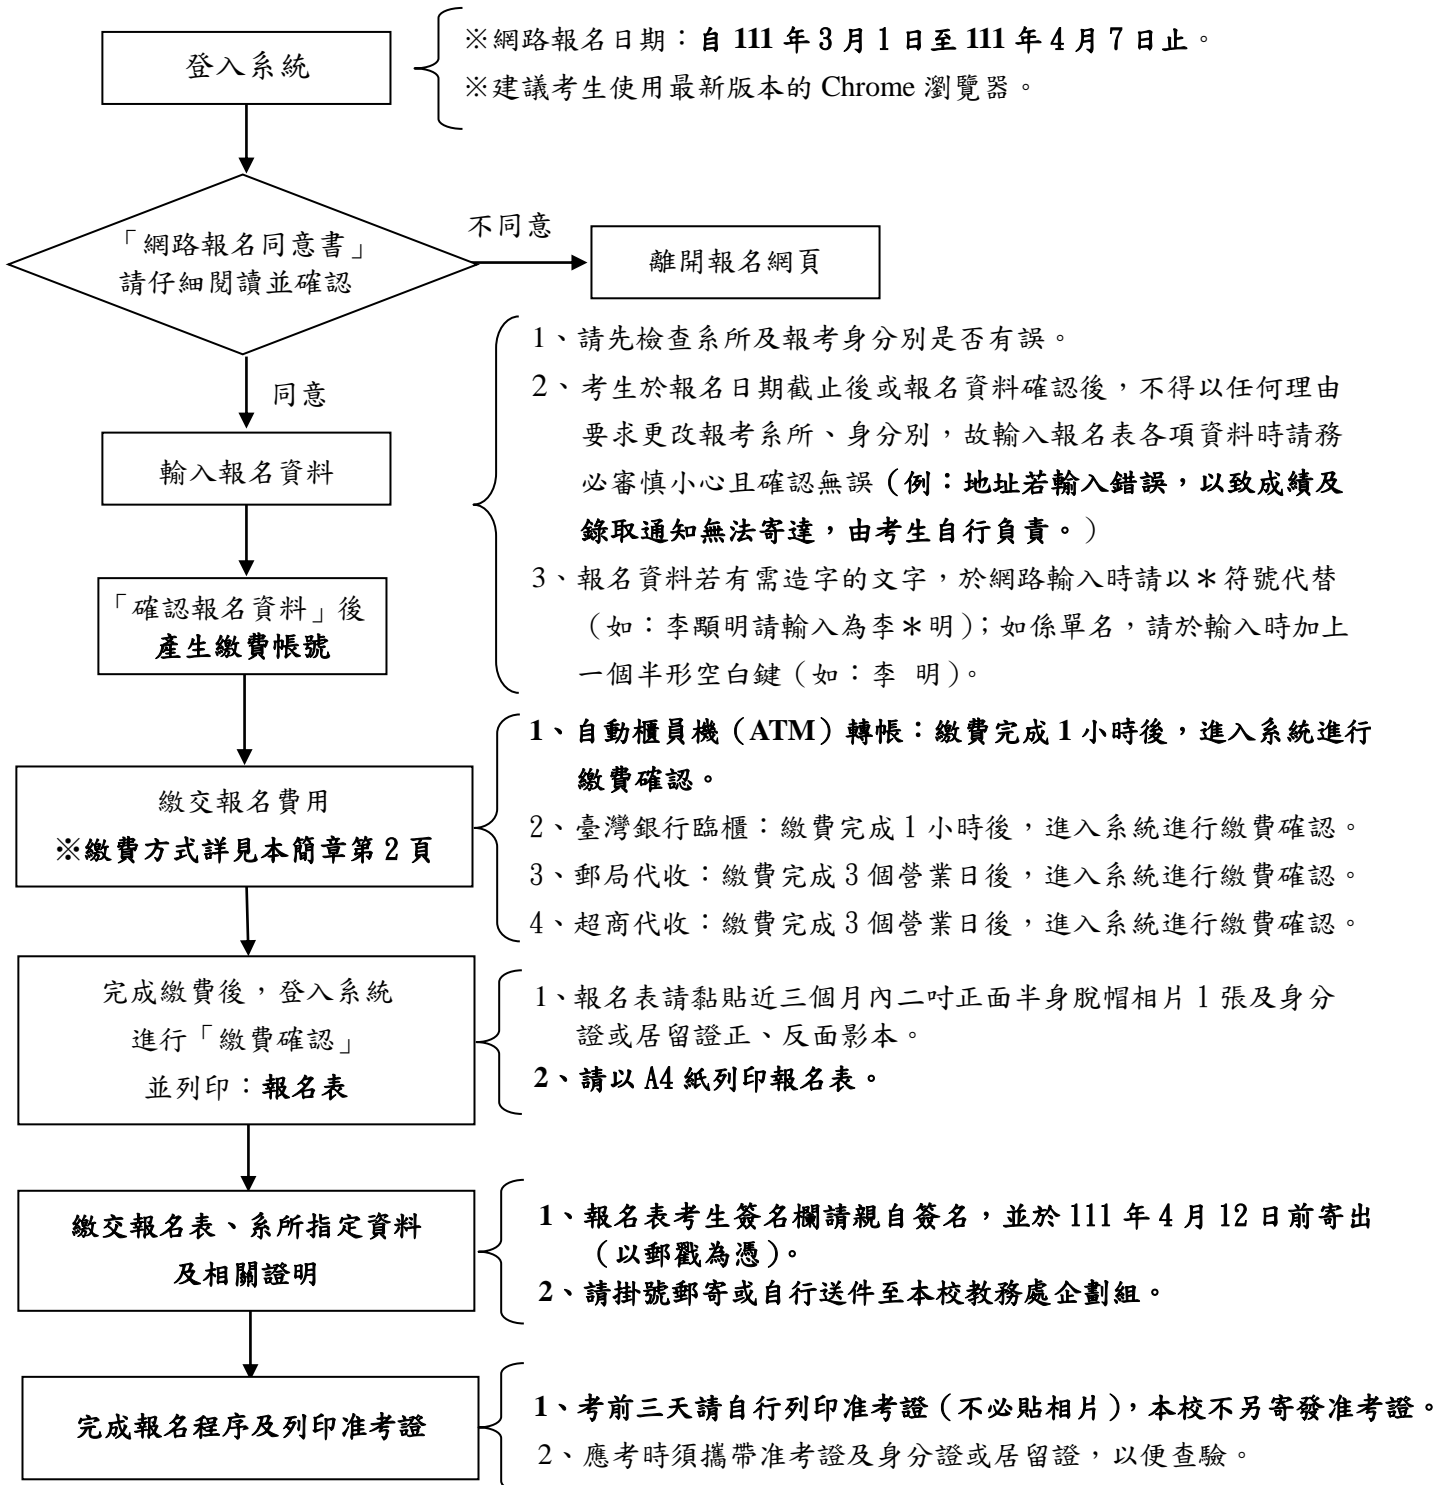 登入系統
※網路報名日期：自 111 年 3 月 1 日至 111 年 4 月 7 日止。
※建議考生使用最新版本的 Chrome 瀏覽器。
「網路報名同意書」
請仔細閱讀並確認
不同意
離開報名網頁
同意
輸入報名資料
「確認報名資料」後
產生繳費帳號
1、請先檢查系所及報考身分別是否有誤。
2、考生於報名日期截止後或報名資料確認後，不得以任何理由
要求更改報考系所、身分別，故輸入報名表各項資料時請務
必審慎小心且確認無誤（例：地址若輸入錯誤，以致成績及
錄取通知無法寄達，由考生自行負責。）
3、報名資料若有需造字的文字，於網路輸入時請以＊符號代替
（如：李顒明請輸入為李＊明）；如係單名，請於輸入時加上
一個半形空白鍵（如：李 明）。
繳交報名費用
※繳費方式詳見本簡章第 2 頁
1、自動櫃員機（ATM）轉帳：繳費完成 1 小時後，進入系統進行
繳費確認。
2、臺灣銀行臨櫃：繳費完成 1 小時後，進入系統進行繳費確認。
3、郵局代收：繳費完成 3 個營業日後，進入系統進行繳費確認。
4、超商代收：繳費完成 3 個營業日後，進入系統進行繳費確認。
完成繳費後，登入系統
進行「繳費確認」
並列印：報名表
1、報名表請黏貼近三個月內二吋正面半身脫帽相片 1 張及身分
證或居留證正、反面影本。
2、請以 A4 紙列印報名表。
繳交報名表、系所指定資料
及相關證明
1、報名表考生簽名欄請親自簽名，並於 111 年 4 月 12 日前寄出
（以郵戳為憑）。
2、請掛號郵寄或自行送件至本校教務處企劃組。
完成報名程序及列印准考證
1、考前三天請自行列印准考證（不必貼相片），本校不另寄發准考證。
2、應考時須攜帶准考證及身分證或居留證，以便查驗。